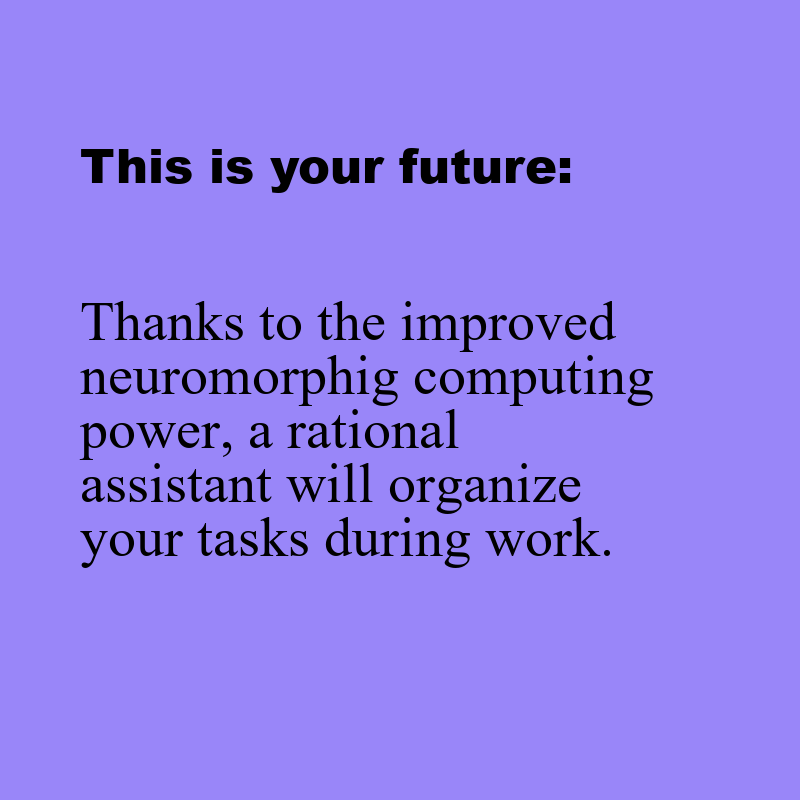 This is your future:
Thanks to the improved
neuromorphig computing
power, a rational
assistant will organize
your tasks during work.